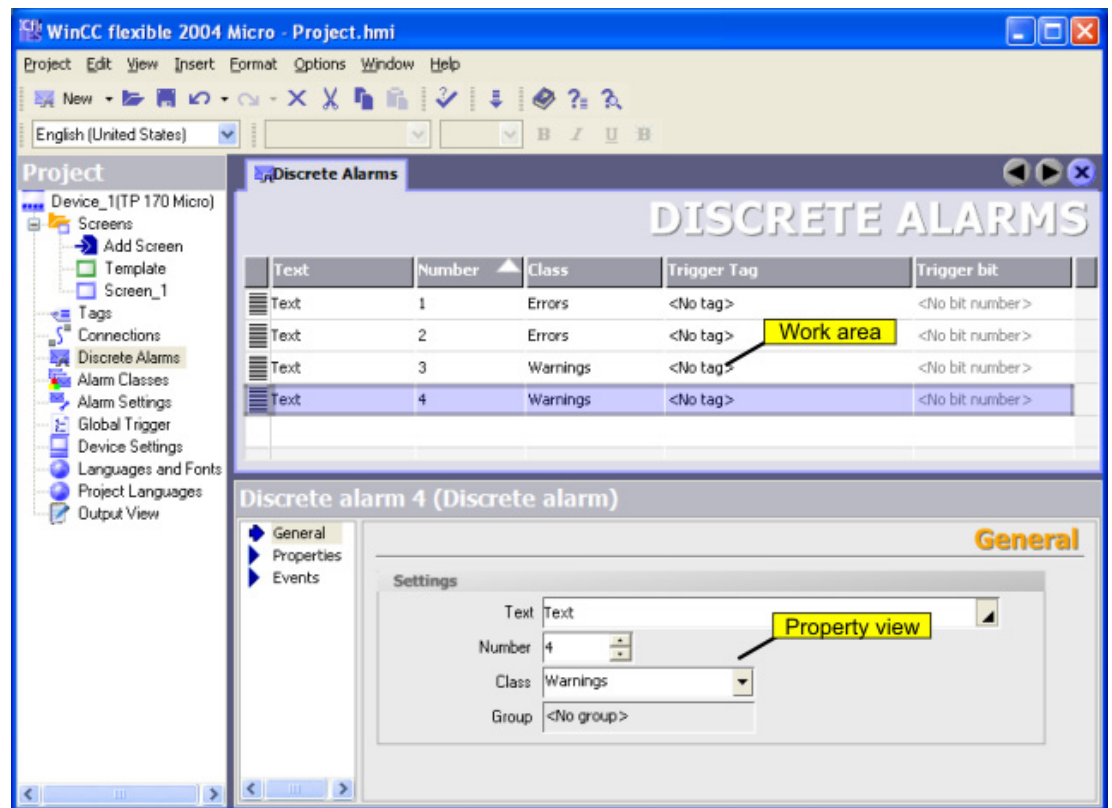 WinCC flexible 2004 Micro - Project.hmi
Project Edit View Insert Format Options Window Help
New
English (United States) B I U B
Project
Device_1(TP 170 Micro)
Screens
Add Screen
Template
Screen_1
Tags
Connections
Discrete Alarms
Alarm Classes
Alarm Settings
Global Trigger
Device Settings
Languages and Fonts
Project Languages
Output View
Discrete Alarms
DISCRETE ALARMS
Text Number Class Trigger Tag Trigger bit
Text 1 Errors <No tag> <No bit number>
Text 2 Errors <No tag> <No bit number>
Work area
Text 3 Warnings <No tag> <No bit number>
Text 4 Warnings <No tag> <No bit number>
Discrete alarm 4 (Discrete alarm)
General
Properties
Events
General
Settings
Text Text
Property view
Number 4
Class Warnings
Group <No group>